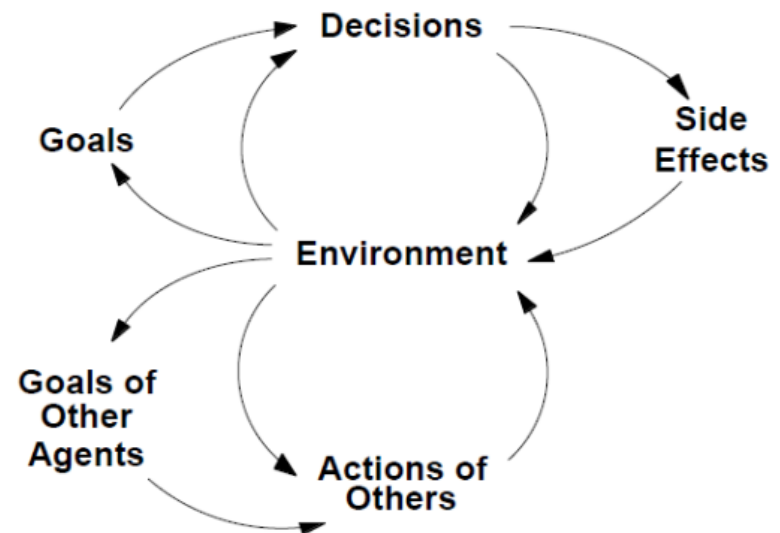 Decisions
Side
Effects
Goals
Environment
Goals of
Other
Agents
Actions of
Others